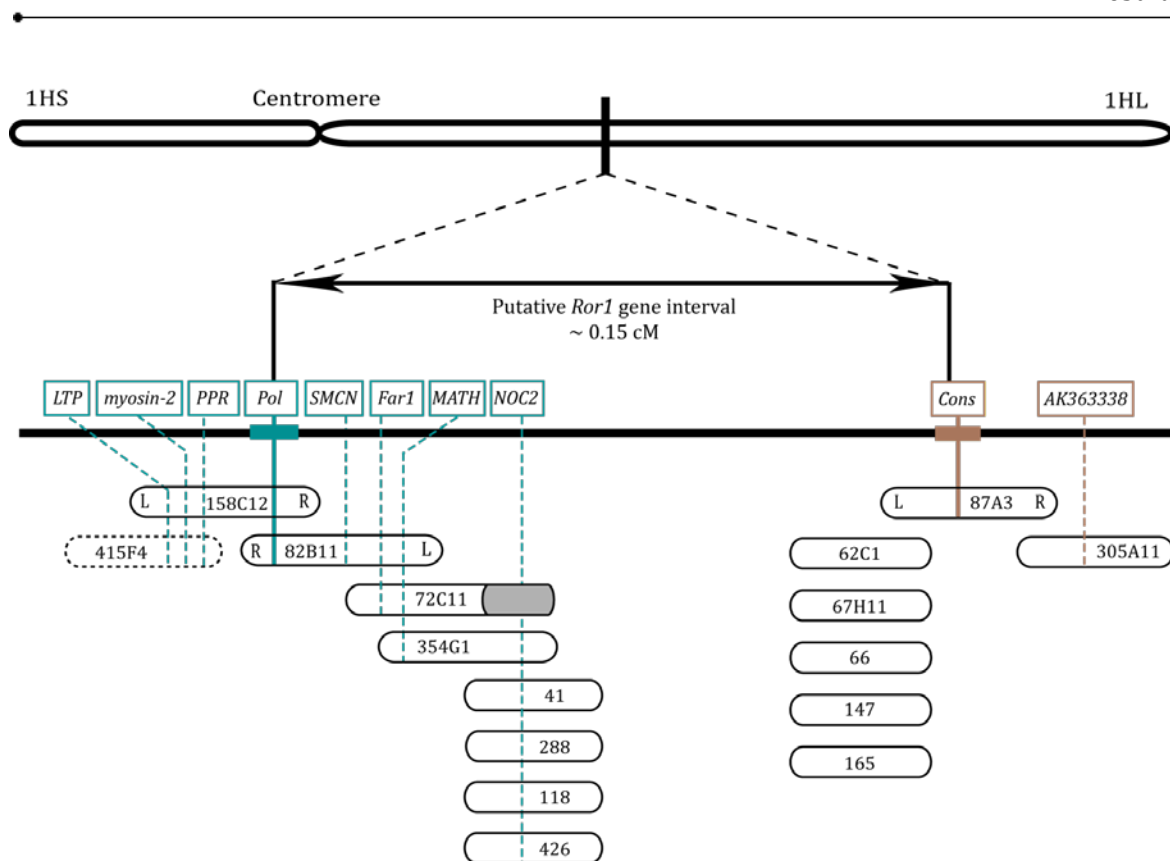 1HS
Centromere
1HL
Putative Ror1 gene interval
~ 0.15 cM
LTP
myosin-2
PPR
Pol
SMCN
Far1
MATH
NOC2
Cons
AK363338
L 158C12 R
L 87A3 R
415F4
R 82B11 L
62C1
305A11
72C11
67H11
354G1
66
41
147
288
165
118
426